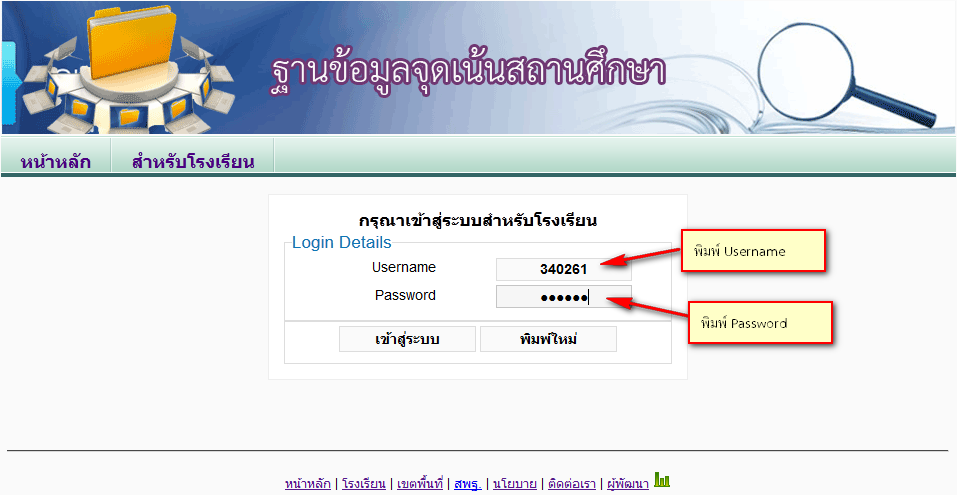 ฐานข้อมูลจุดเน้นสถานศึกษา
หน้าหลัก สำหรับโรงเรียน
กรุณาเข้าสู่ระบบสำหรับโรงเรียน
Login Details
Username 340261 พิมพ์ Username
Password ●●●●●● พิมพ์ Password
เข้าสู่ระบบ พิมพ์ใหม่
หน้าหลัก | โรงเรียน | เขตพื้นที่ | สพฐ. | นโยบาย | ติดต่อเรา | ผู้พัฒนา